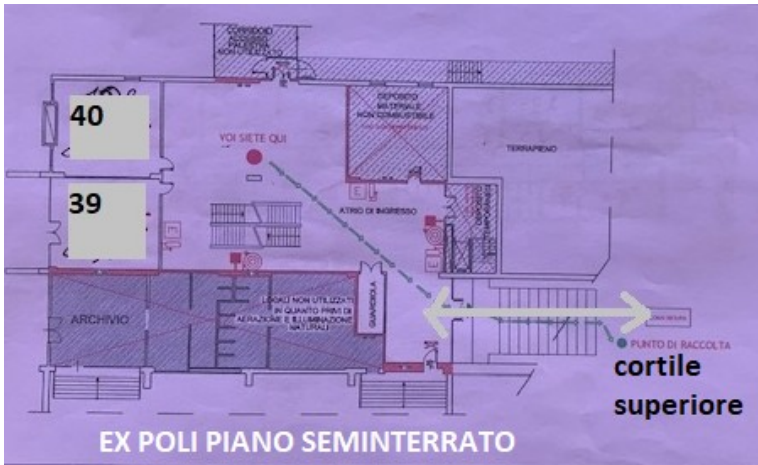 CORRIDOIO
ACCESSO
PALESTRA
NON UTILIZZO
40
DEPOSITO
MATERIALE
NON COMBUSTIBILE
VOI SIETE QUI
TERRAPIENO
39
E
ATRIO DI INGRESSO
DEPOSITO
E
E
E
LOCALI NON UTILIZZATI
IN QUANTO PRIVI DI
AERAZIONE E ILLUMINAZIONE
NATURALI
GUARDIOLA
ARCHIVIO
PUNTO DI RACCOLTA
cortile
superiore
EX POLI PIANO SEMINTERRATO